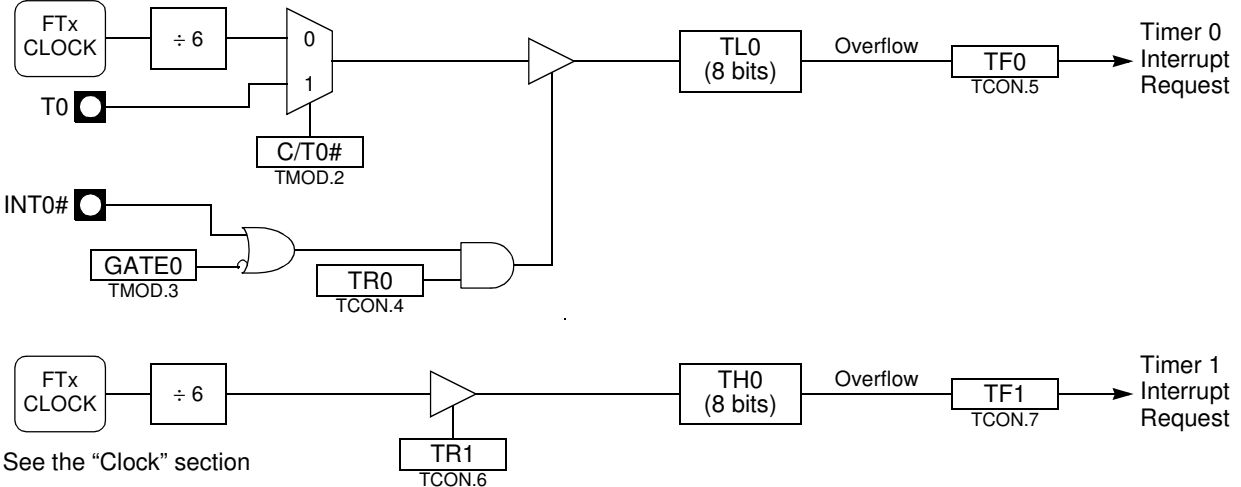 FTx
CLOCK
÷ 6
0
1
T0
C/T0#
TMOD.2
TL0
(8 bits)
Overflow
TF0
TCON.5
Timer 0
Interrupt
Request
INT0#
GATE0
TMOD.3
TR0
TCON.4
FTx
CLOCK
÷ 6
TR1
TCON.6
TH0
(8 bits)
Overflow
TF1
TCON.7
Timer 1
Interrupt
Request
See the “Clock” section